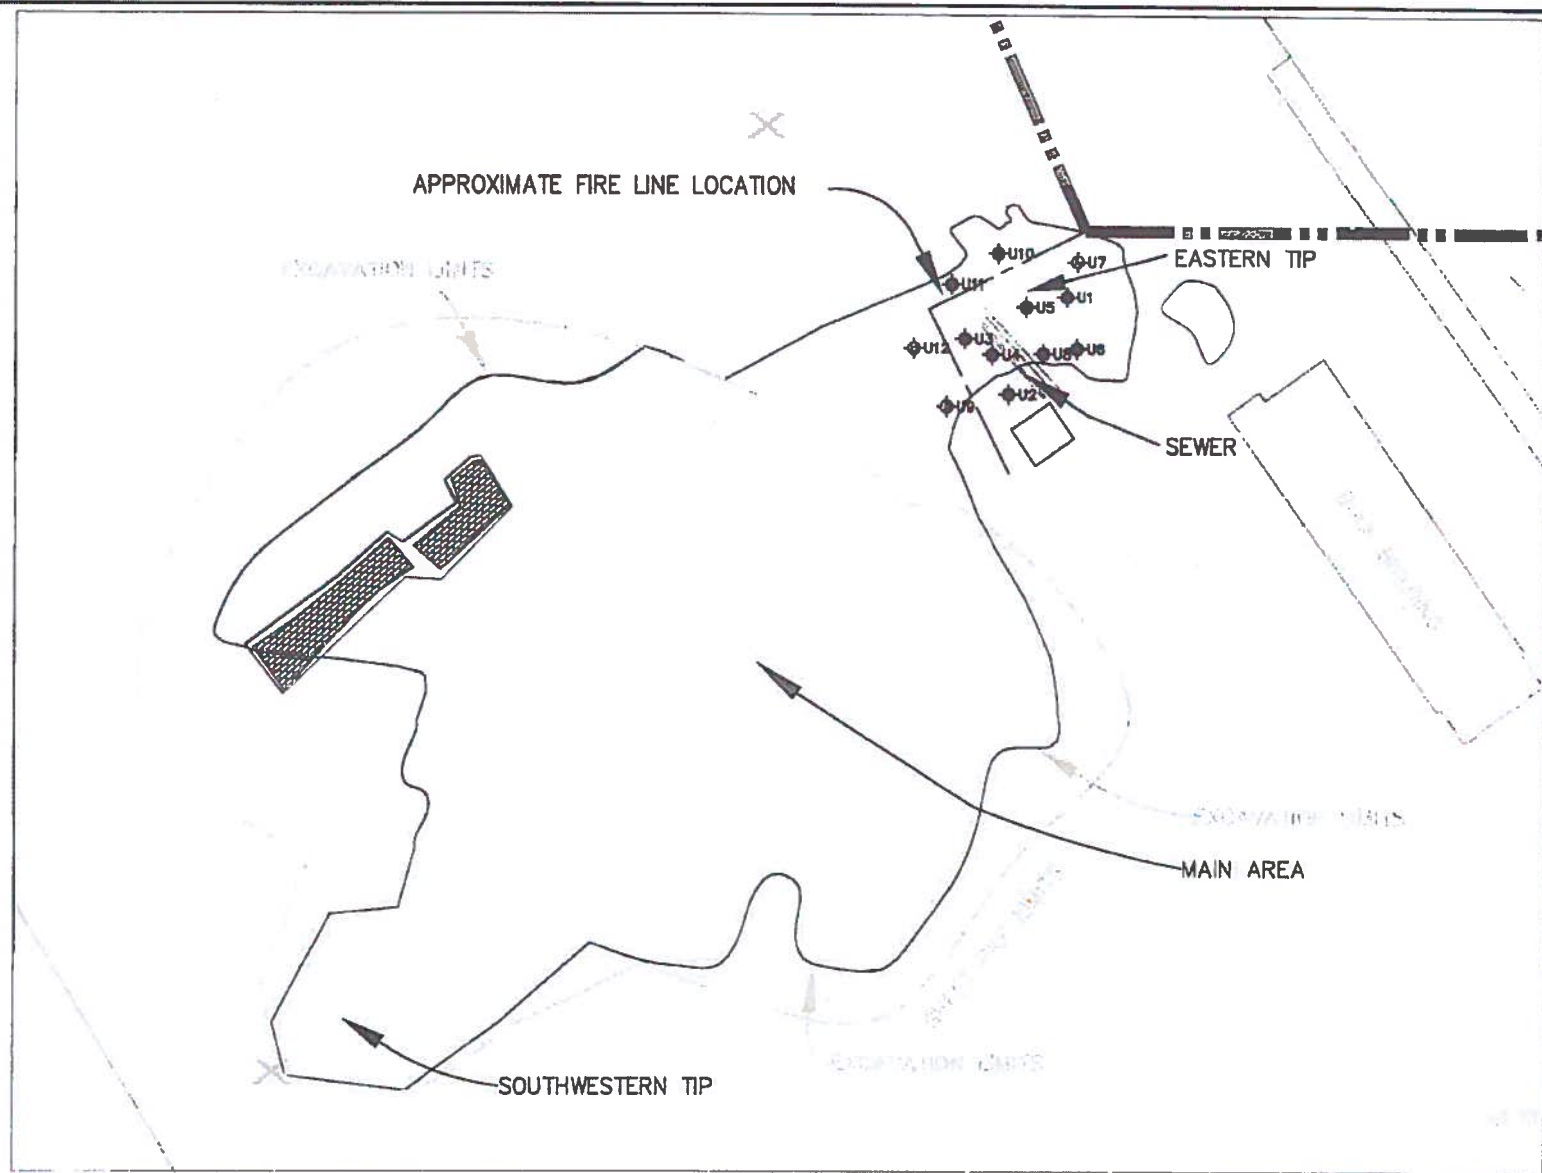 APPROXIMATE FIRE LINE LOCATION
U10
U7
EASTERN TIP
EXCAVATION LIMITS
U11
U1
U5
U3
U12
U4
U8
U6
U2
U9
SEWER
EXCAVATION LIMITS
MAIN AREA
EXCAVATION LIMITS
SOUTHWESTERN TIP